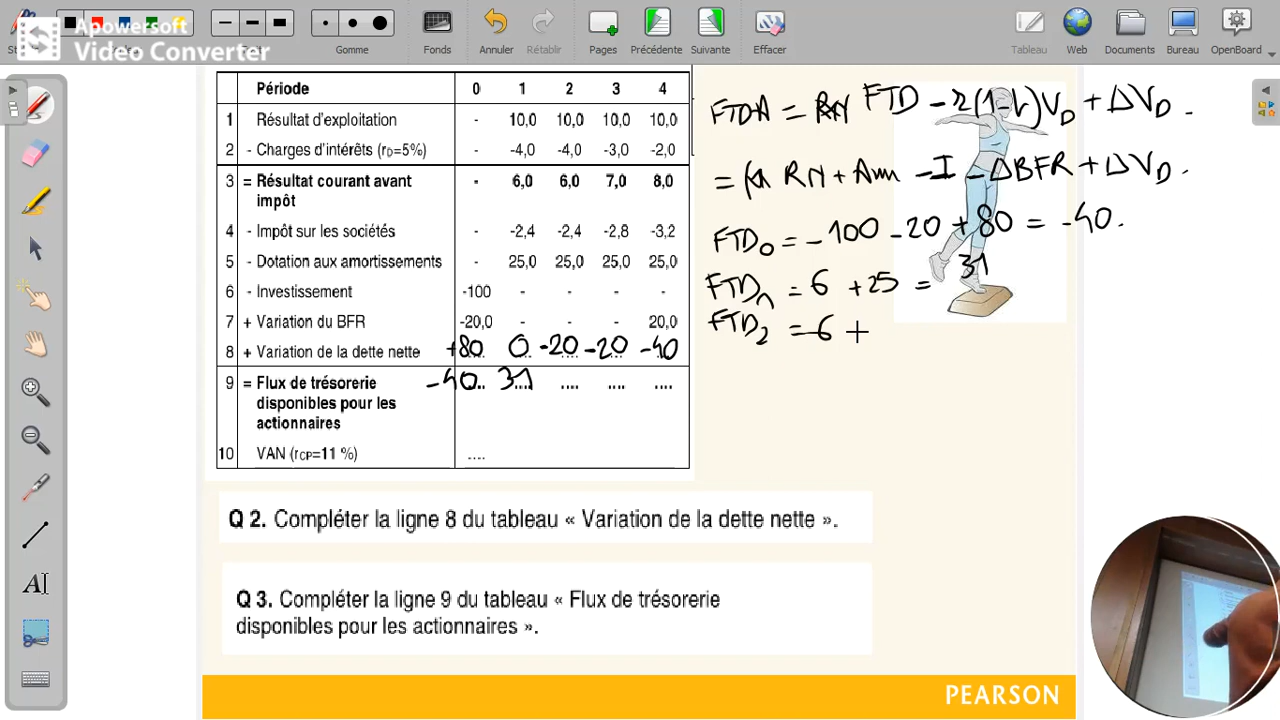 Apowersoft
Video Converter
Gomme
Fonds
Annuler
Rétablir
Pages
Précédente
Suivante
Effacer
Tableau
Web
Documents
Bureau
OpenBoard
Période 0 1 2 3 4
1 Résultat d'exploitation - 10,0 10,0 10,0 10,0
2 - Charges d'intérêts (rD=5%) - -4,0 -4,0 -3,0 -2,0
3 = Résultat courant avant - 6,0 6,0 7,0 8,0
impôt
4 - Impôt sur les sociétés - -2,4 -2,4 -2,8 -3,2
5 - Dotation aux amortissements - 25,0 25,0 25,0 25,0
6 - Investissement -100 - - - -
7 + Variation du BFR -20,0 - - - 20,0
8 + Variation de la dette nette +80 0 -20 -20 -40
9 = Flux de trésorerie -40.. 31 .... .... ....
disponibles pour les
actionnaires
10 VAN (rCP=11 %) ....
FTDA = FTD - r(1-t)VD + ΔVD.
RN + Am - I - ΔBFR + ΔVD.
FTD0 = -100 - 20 + 80 = -40.
FTD1 = 6 + 25 = 31
FTD2 = 6 +
Q 2. Compléter la ligne 8 du tableau « Variation de la dette nette ».
Q 3. Compléter la ligne 9 du tableau « Flux de trésorerie
disponibles pour les actionnaires ».
PEARSON